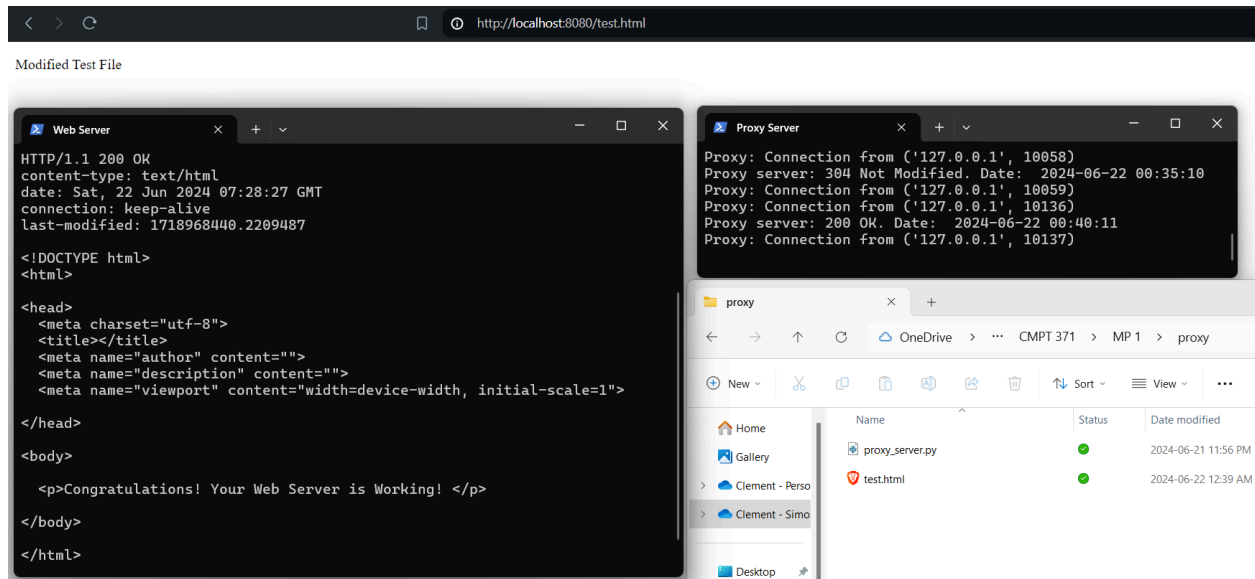 http://localhost:8080/test.html
Modified Test File
Web Server
HTTP/1.1 200 OK
content-type: text/html
date: Sat, 22 Jun 2024 07:28:27 GMT
connection: keep-alive
last-modified: 1718968440.2209487
<!DOCTYPE html>
<html>
<head>
<meta charset="utf-8">
<title></title>
<meta name="author" content="">
<meta name="description" content="">
<meta name="viewport" content="width=device-width, initial-scale=1">
</head>
<body>
<p>Congratulations! Your Web Server is Working! </p>
</body>
</html>
Proxy Server
Proxy: Connection from ('127.0.0.1', 10058)
Proxy server: 304 Not Modified. Date:  2024-06-22 00:35:10
Proxy: Connection from ('127.0.0.1', 10059)
Proxy: Connection from ('127.0.0.1', 10136)
Proxy server: 200 OK. Date:  2024-06-22 00:40:11
Proxy: Connection from ('127.0.0.1', 10137)
proxy
OneDrive > ... CMPT 371 > MP 1 > proxy
New Sort View ...
Name Status Date modified
Home
Gallery
Clement - Perso
Clement - Simo
Desktop
proxy_server.py 2024-06-21 11:56 PM
test.html 2024-06-22 12:39 AM